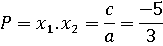 P = x₁.x₂ = c/a = -5/3